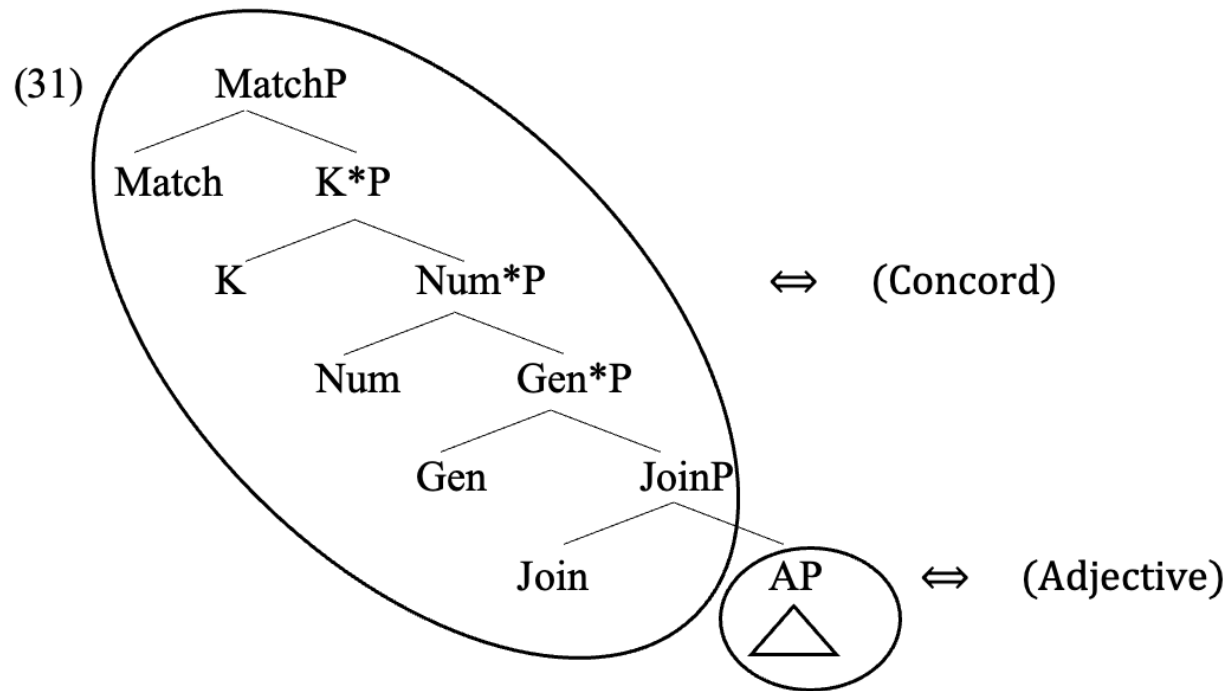 (31) MatchP
Match K*P
K Num*P ⇔ (Concord)
Num Gen*P
Gen JoinP
Join AP ⇔ (Adjective)